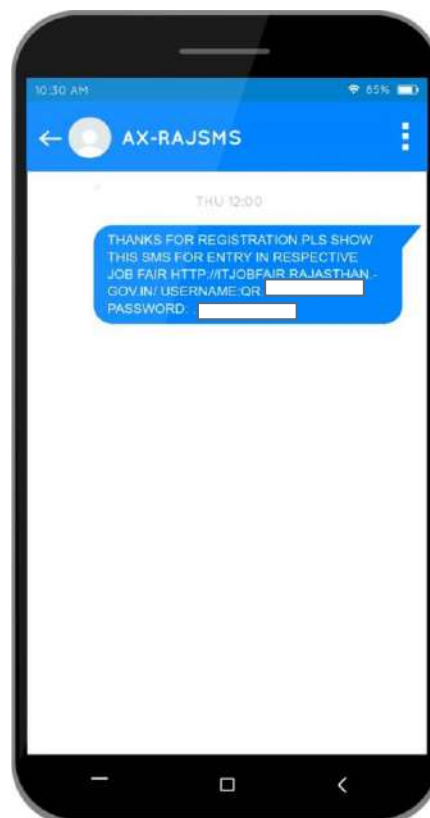 10:30 AM
85%
AX-RAJSMS
THU 12:00
THANKS FOR REGISTRATION PLS SHOW
THIS SMS FOR ENTRY IN RESPECTIVE
JOB FAIR HTTP://ITJOBFAIR.RAJASTHAN.-
GOV.IN/ USERNAME:QR.
PASSWORD: .